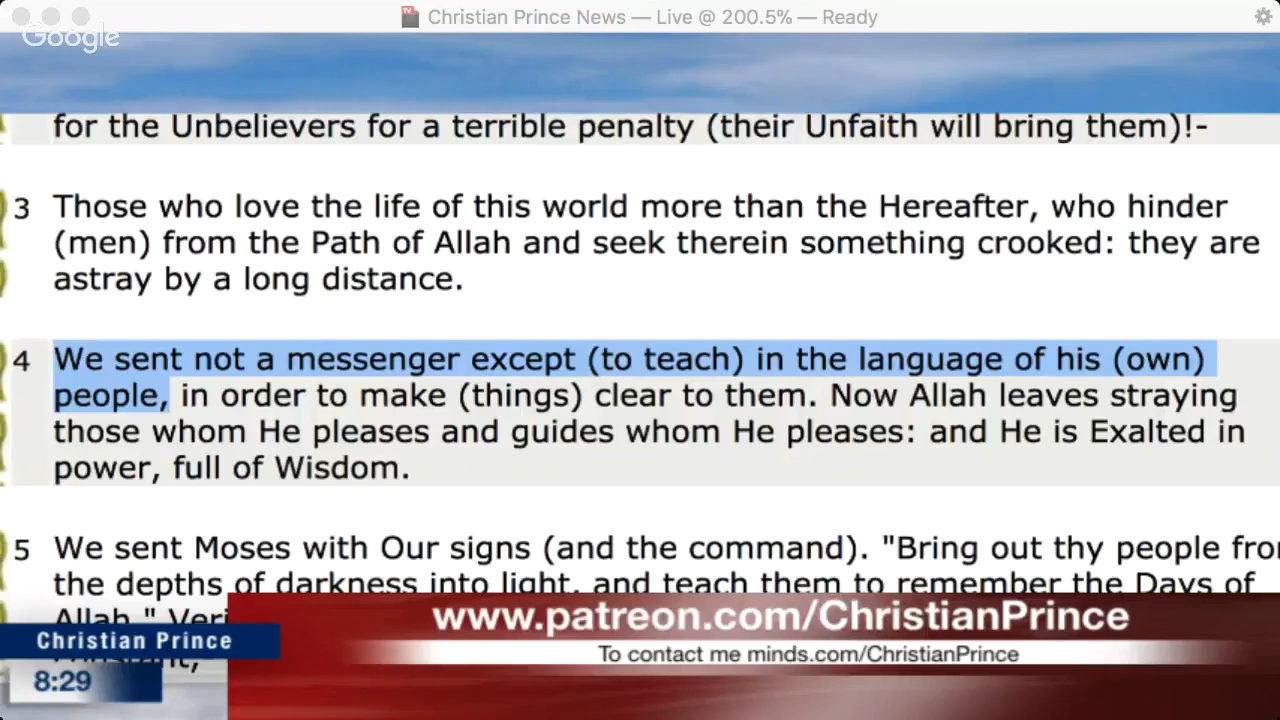 Christian Prince News — Live @ 200.5% — Ready
Google
for the Unbelievers for a terrible penalty (their Unfaith will bring them)!-
3 Those who love the life of this world more than the Hereafter, who hinder
(men) from the Path of Allah and seek therein something crooked: they are
astray by a long distance.
4 We sent not a messenger except (to teach) in the language of his (own)
people, in order to make (things) clear to them. Now Allah leaves straying
those whom He pleases and guides whom He pleases: and He is Exalted in
power, full of Wisdom.
5 We sent Moses with Our signs (and the command). "Bring out thy people from
the depths of darkness into light, and teach them to remember the Days of
Allah." Veri
www.patreon.com/ChristianPrince
Christian Prince
To contact me minds.com/ChristianPrince
8:29